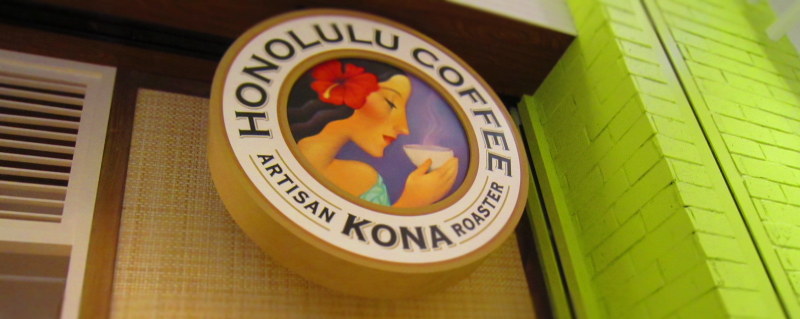 HONOLULU COFFEE
ARTISAN KONA ROASTER